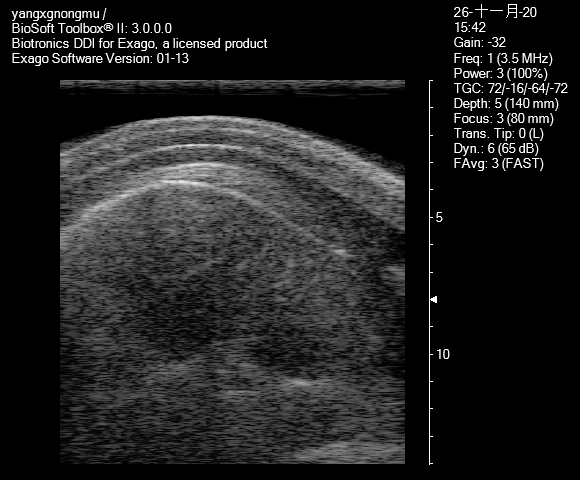 yangxgnongmu /
BioSoft Toolbox® II: 3.0.0.0
Biotronics DDI for Exago, a licensed product
Exago Software Version: 01-13
26-十一月-20
15:42
Gain: -32
Freq: 1 (3.5 MHz)
Power: 3 (100%)
TGC: 72/-16/-64/-72
Depth: 5 (140 mm)
Focus: 3 (80 mm)
Trans. Tip: 0 (L)
Dyn.: 6 (65 dB)
FAvg: 3 (FAST)
5
10